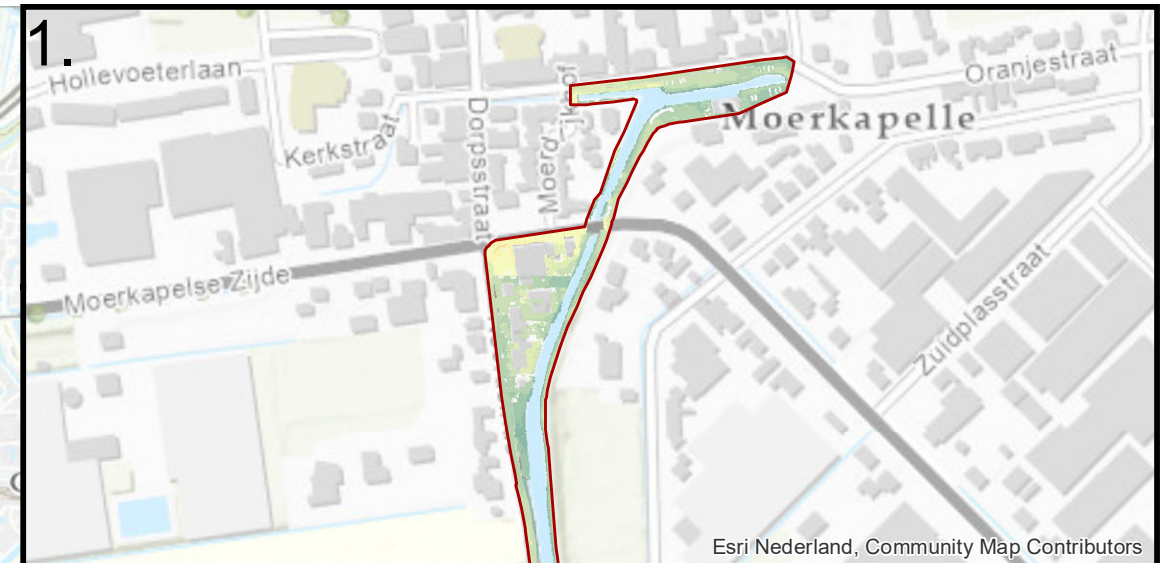 1.
Hollevoeterlaan
Oranjestraat
Moerkapelle
Kerkstraat
Dorpsstraat
Moerd
Moerkapelse Zijde
Zuidplasstraat
Esri Nederland, Community Map Contributors